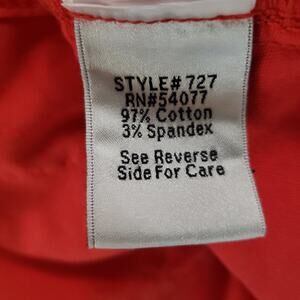 STYLE# 727
RN#54077
97% Cotton
3% Spandex
See Reverse
Side For Care